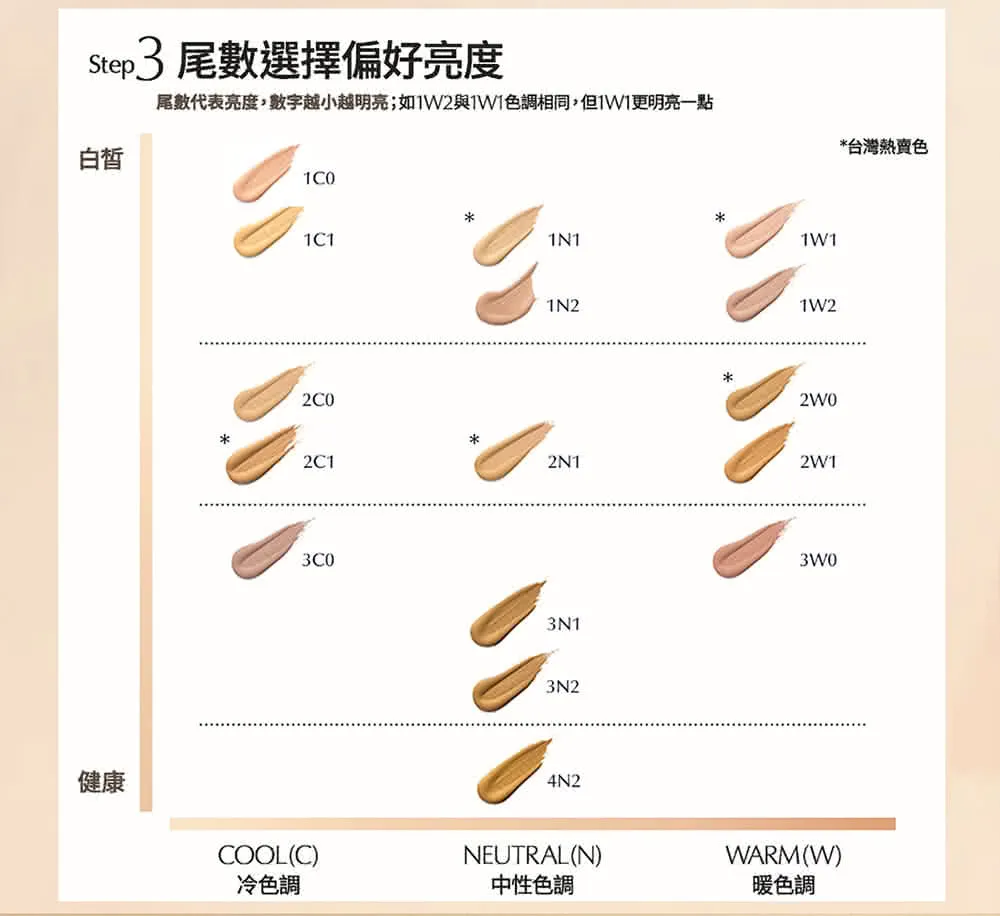 Step3 尾數選擇偏好亮度
尾數代表亮度,數字越小越明亮;如1W2與1W1色調相同,但1W1更明亮一點
白皙
*台灣熱賣色
1C0
1C1
* 1N1
* 1W1
1N2
1W2
2C0
* 2W0
* 2C1
* 2N1
2W1
3C0
3W0
3N1
3N2
健康
4N2
COOL(C)
NEUTRAL(N)
WARM(W)
冷色調
中性色調
暖色調